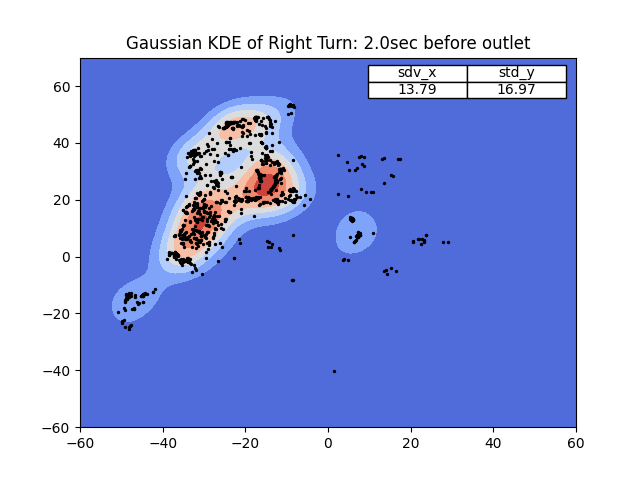 Gaussian KDE of Right Turn: 2.0sec before outlet
sdv_x std_y
13.79 16.97
60
40
20
0
−20
−40
−60
−60 −40 −20 0 20 40 60